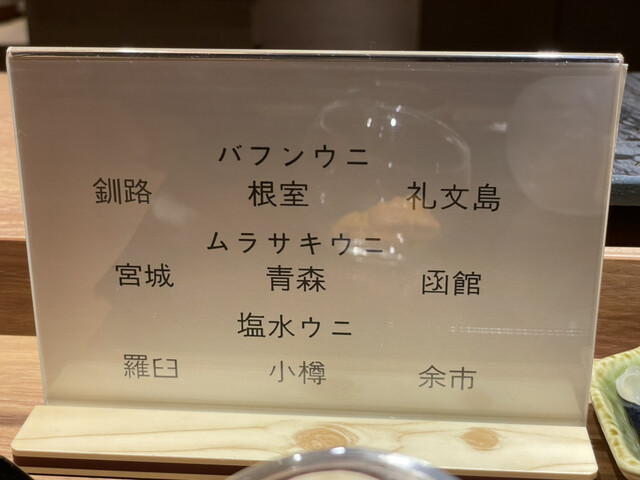 バフンウニ
釧路 根室 礼文島
ムラサキウニ
宮城 青森 函館
塩水ウニ
羅臼 小樽 余市